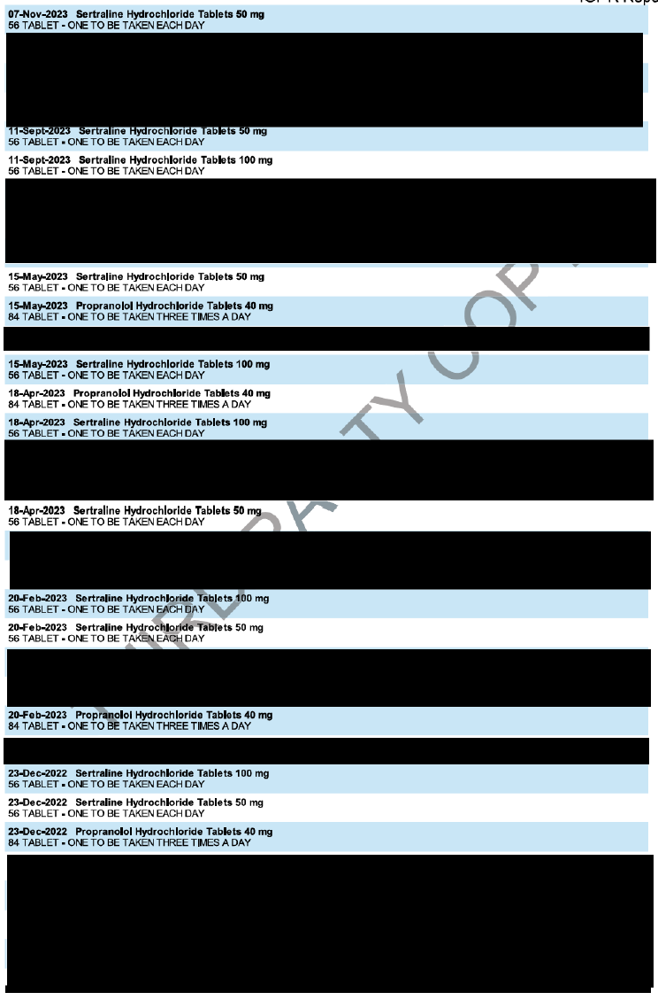 07-Nov-2023 Sertraline Hydrochloride Tablets 50 mg
56 TABLET - ONE TO BE TAKEN EACH DAY
11-Sept-2023 Sertraline Hydrochloride Tablets 50 mg
56 TABLET - ONE TO BE TAKEN EACH DAY
11-Sept-2023 Sertraline Hydrochloride Tablets 100 mg
56 TABLET - ONE TO BE TAKEN EACH DAY
15-May-2023 Sertraline Hydrochloride Tablets 50 mg
56 TABLET - ONE TO BE TAKEN EACH DAY
15-May-2023 Propranolol Hydrochloride Tablets 40 mg
84 TABLET - ONE TO BE TAKEN THREE TIMES A DAY
15-May-2023 Sertraline Hydrochloride Tablets 100 mg
56 TABLET - ONE TO BE TAKEN EACH DAY
18-Apr-2023 Propranolol Hydrochloride Tablets 40 mg
84 TABLET - ONE TO BE TAKEN THREE TIMES A DAY
18-Apr-2023 Sertraline Hydrochloride Tablets 100 mg
56 TABLET - ONE TO BE TAKEN EACH DAY
18-Apr-2023 Sertraline Hydrochloride Tablets 50 mg
56 TABLET - ONE TO BE TAKEN EACH DAY
20-Feb-2023 Sertraline Hydrochloride Tablets 100 mg
56 TABLET - ONE TO BE TAKEN EACH DAY
20-Feb-2023 Sertraline Hydrochloride Tablets 50 mg
56 TABLET - ONE TO BE TAKEN EACH DAY
20-Feb-2023 Propranolol Hydrochloride Tablets 40 mg
84 TABLET - ONE TO BE TAKEN THREE TIMES A DAY
23-Dec-2022 Sertraline Hydrochloride Tablets 100 mg
56 TABLET - ONE TO BE TAKEN EACH DAY
23-Dec-2022 Sertraline Hydrochloride Tablets 50 mg
56 TABLET - ONE TO BE TAKEN EACH DAY
23-Dec-2022 Propranolol Hydrochloride Tablets 40 mg
84 TABLET - ONE TO BE TAKEN THREE TIMES A DAY